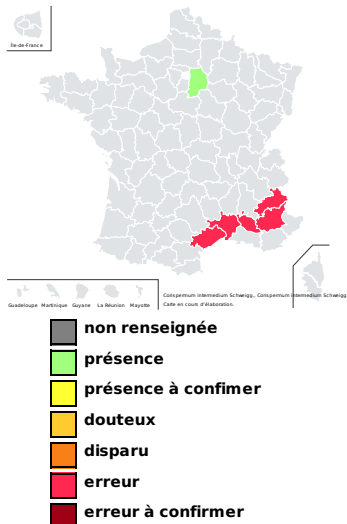 Île-de-France
Guadeloupe Martinique Guyane La Réunion Mayotte
Corispermum intermedium Schweigg., Corispermum intermedium Schweigg.
Carte en cours d'élaboration.
non renseignée
présence
présence à confimer
douteux
disparu
erreur
erreur à confirmer